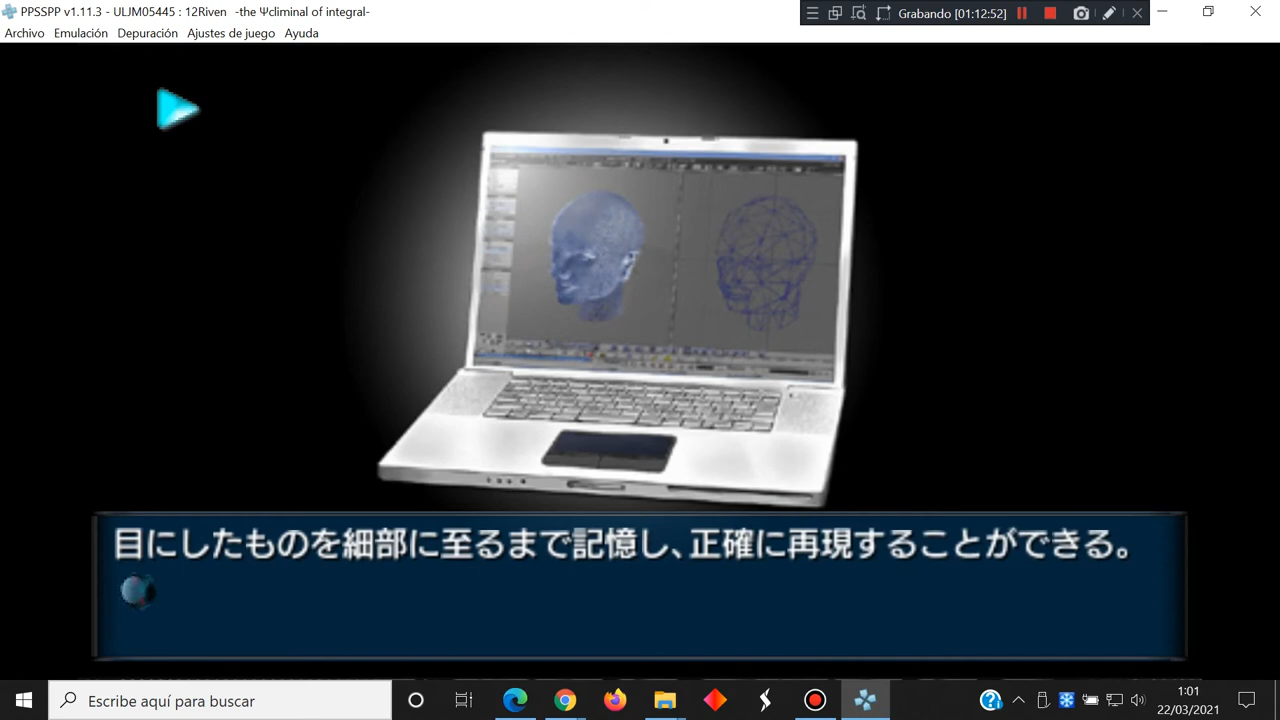 PPSSPP v1.11.3 - ULJM05445 : 12Riven -the Ψcliminal of integral-
Grabando [01:12:52]
Archivo Emulación Depuración Ajustes de juego Ayuda
目にしたものを細部に至るまで記憶し、正確に再現することができる。
Escribe aquí para buscar
1:01
22/03/2021